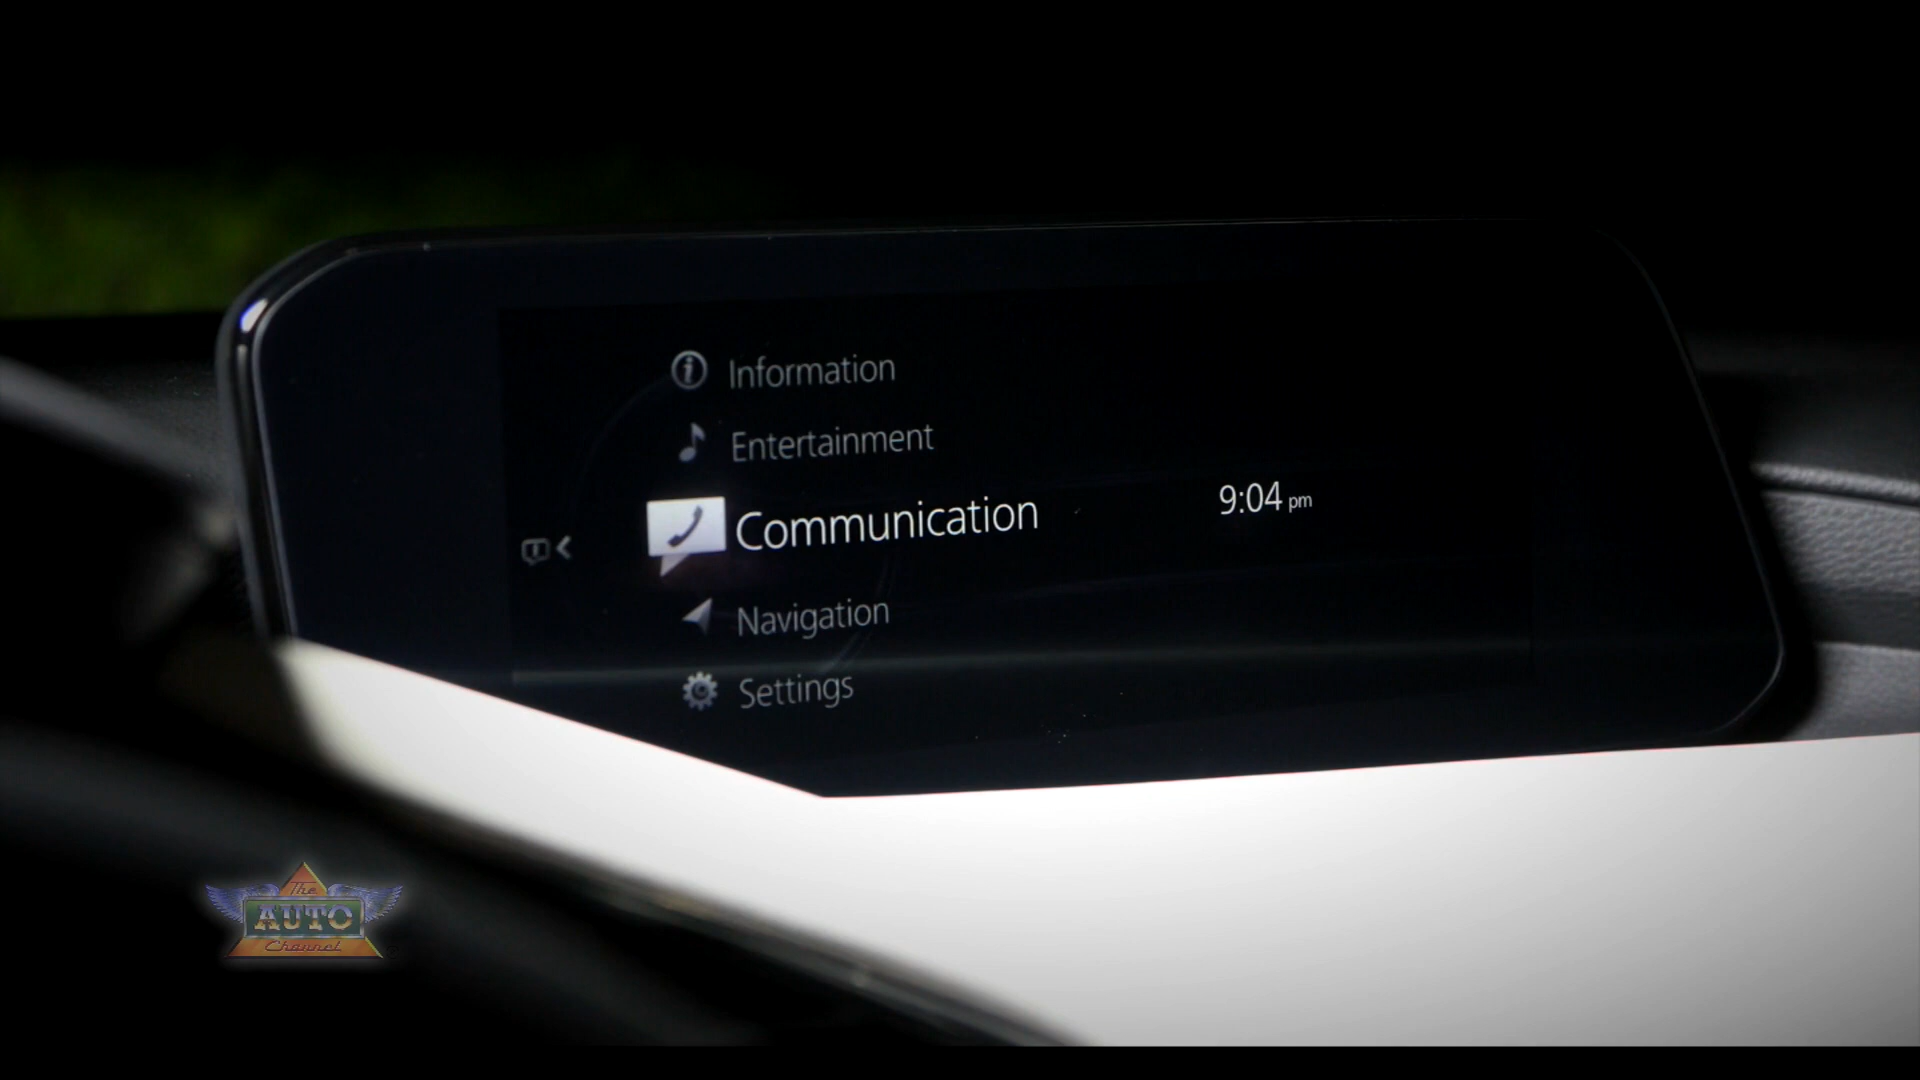 Information
Entertainment
Communication
9:04 pm
Navigation
Settings
The
AUTO
Channel